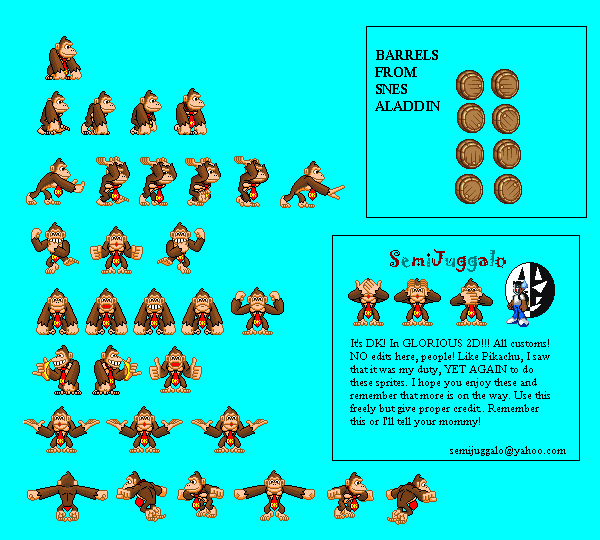 BARRELS
FROM
SNES
ALADDIN
SemiJuggalo
It's DK! In GLORIOUS 2D!!! All customs!
NO edits here, people! Like Pikachu, I saw
that it was my duty, YET AGAIN to do
these sprites. I hope you enjoy these and
remember that more is on the way. Use this
freely but give proper credit. Remember
this or I'll tell your mommy!
semijuggalo@yahoo.com